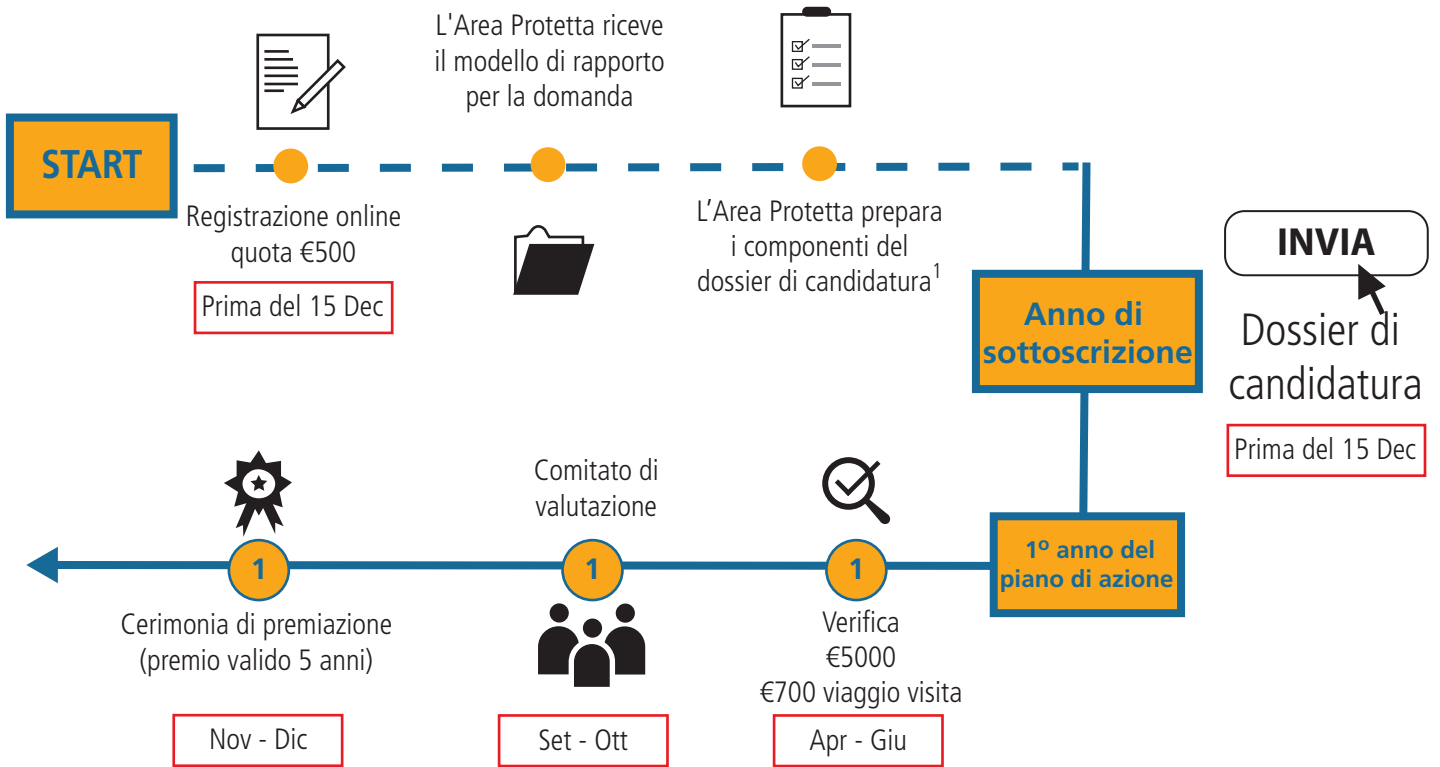 START
Registrazione online
quota €500
Prima del 15 Dec
L'Area Protetta riceve
il modello di rapporto
per la domanda
L’Area Protetta prepara
i componenti del
dossier di candidatura¹
Anno di
sottoscrizione
INVIA
Dossier di
candidatura
Prima del 15 Dec
1º anno del
piano di azione
1
Verifica
€5000
€700 viaggio visita
Apr - Giu
Comitato di
valutazione
1
Set - Ott
1
Cerimonia di premiazione
(premio valido 5 anni)
Nov - Dic